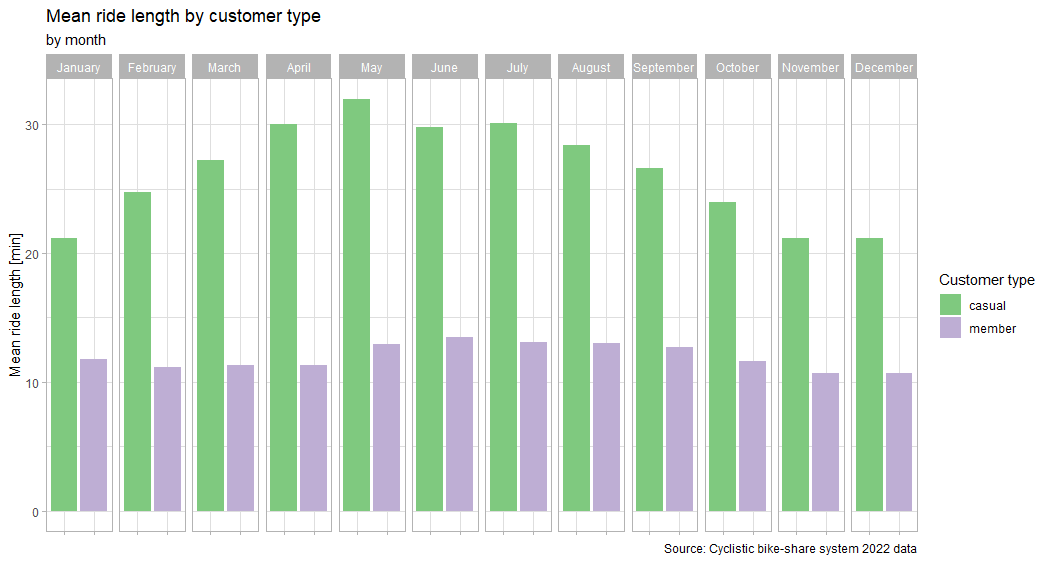 Mean ride length by customer type
by month
January February March April May June July August September October November December
Mean ride length [min]
30
20
10
0
Customer type
casual
member
Source: Cyclistic bike-share system 2022 data